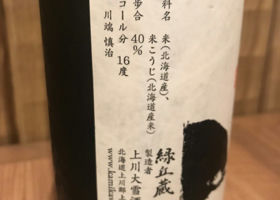 料名 米(北海道産)、
米こうじ(北海道産米)
歩合 40%
コール分 16度
川端 慎治
緑丘蔵
製造者
上川大雪酒
北海道上川郡上
www.kamikawa